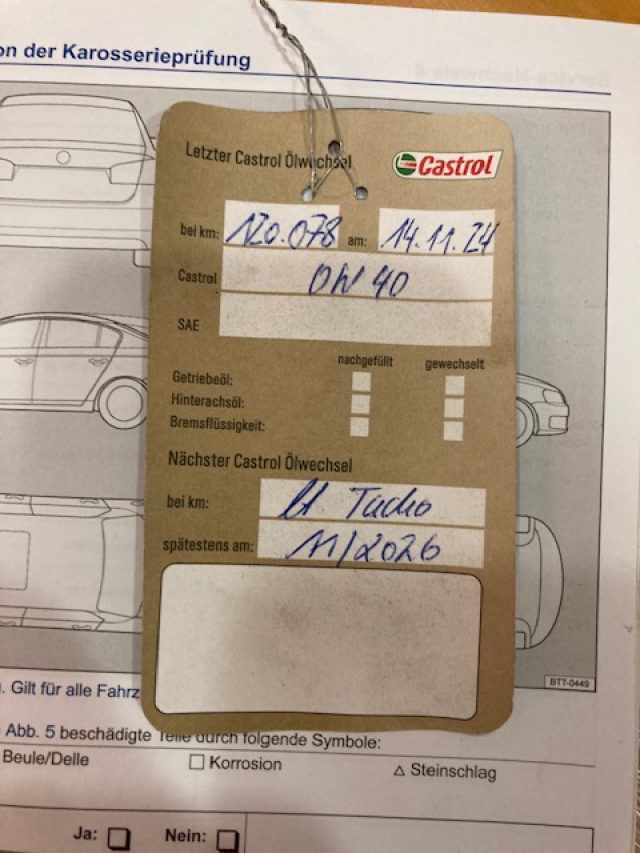 on der Karosserieprüfung
Letzter Castrol Ölwechsel
Castrol
bei km: 120.078 am: 14.11.24
Castrol 0W 40
SAE
nachgefüllt gewechselt
Getriebeöl:
Hinterachsöl:
Bremsflüssigkeit:
Nächster Castrol Ölwechsel
bei km: lt. Tacho
spätestens am: 11/2026
BTT-0449
. Gilt für alle Fahrz
Abb. 5 beschädigte Teile durch folgende Symbole:
Beule/Delle Korrosion Steinschlag
Ja: Nein: